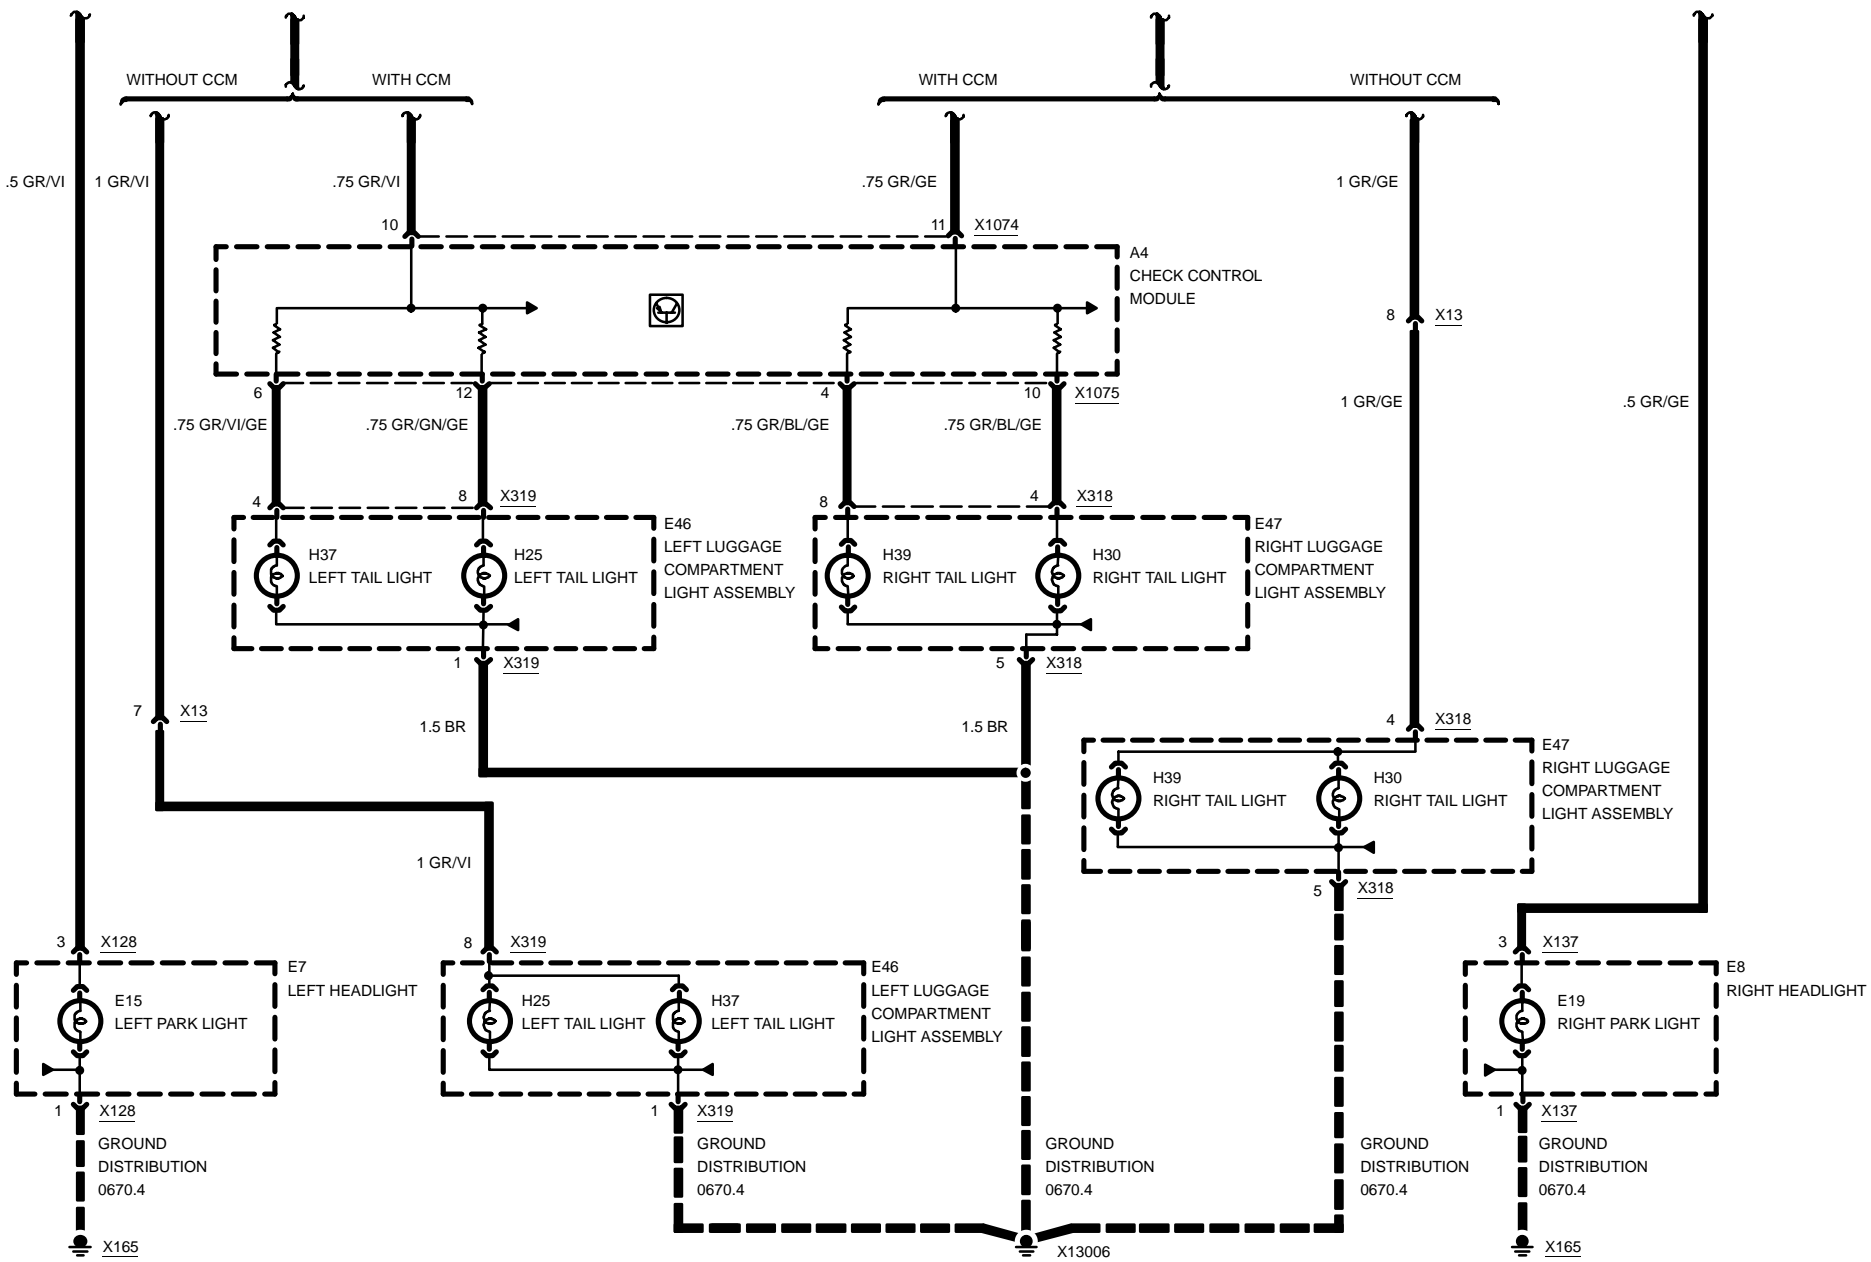 WITHOUT CCM
WITH CCM
WITH CCM
WITHOUT CCM
.5 GR/VI
1 GR/VI
.75 GR/VI
.75 GR/GE
1 GR/GE
10
11
X1074
A4
CHECK CONTROL
MODULE
8
X13
6
12
4
10
X1075
1 GR/GE
.5 GR/GE
.75 GR/VI/GE
.75 GR/GN/GE
.75 GR/BL/GE
.75 GR/BL/GE
4
8
X319
8
4
X318
E46
LEFT LUGGAGE
COMPARTMENT
LIGHT ASSEMBLY
H37
LEFT TAIL LIGHT
H25
LEFT TAIL LIGHT
H39
RIGHT TAIL LIGHT
H30
RIGHT TAIL LIGHT
E47
RIGHT LUGGAGE
COMPARTMENT
LIGHT ASSEMBLY
1
X319
5
X318
7
X13
1.5 BR
1.5 BR
4
X318
E47
RIGHT LUGGAGE
COMPARTMENT
LIGHT ASSEMBLY
H39
RIGHT TAIL LIGHT
H30
RIGHT TAIL LIGHT
1 GR/VI
5
X318
3
X128
8
X319
3
X137
E7
LEFT HEADLIGHT
E15
LEFT PARK LIGHT
H25
LEFT TAIL LIGHT
H37
LEFT TAIL LIGHT
E46
LEFT LUGGAGE
COMPARTMENT
LIGHT ASSEMBLY
E19
RIGHT PARK LIGHT
E8
RIGHT HEADLIGHT
1
X128
1
X319
1
X137
GROUND
DISTRIBUTION
0670.4
GROUND
DISTRIBUTION
0670.4
GROUND
DISTRIBUTION
0670.4
GROUND
DISTRIBUTION
0670.4
GROUND
DISTRIBUTION
0670.4
X165
X13006
X165